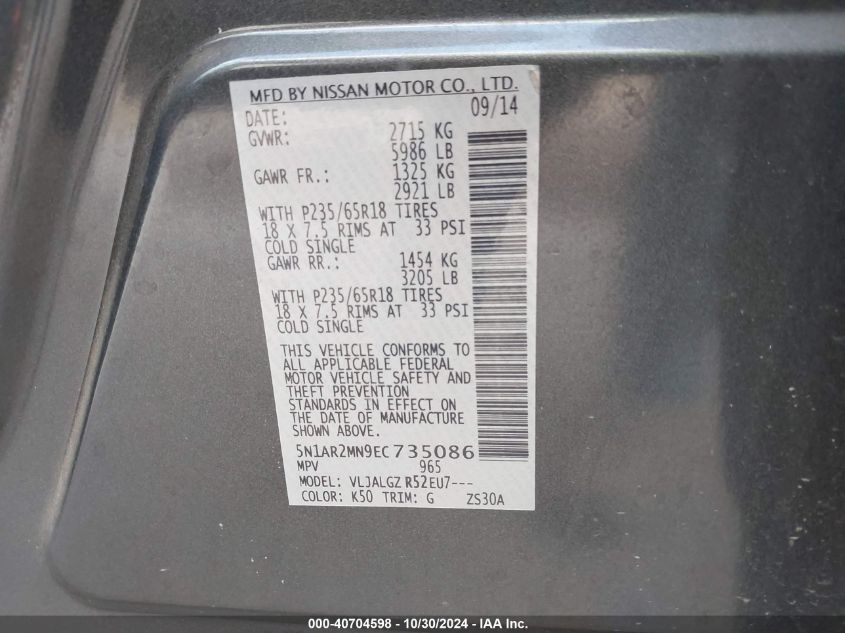 MFD BY NISSAN MOTOR CO., LTD.
DATE: 09/14
GVWR: 2715 KG
5986 LB
GAWR FR.: 1325 KG
2921 LB
WITH P235/65R18 TIRES
18 X 7.5 RIMS AT 33 PSI
COLD SINGLE
GAWR RR.: 1454 KG
3205 LB
WITH P235/65R18 TIRES
18 X 7.5 RIMS AT 33 PSI
COLD SINGLE
THIS VEHICLE CONFORMS TO
ALL APPLICABLE FEDERAL
MOTOR VEHICLE SAFETY AND
THEFT PREVENTION
STANDARDS IN EFFECT ON
THE DATE OF MANUFACTURE
SHOWN ABOVE.
5N1AR2MN9EC735086
MPV 965
MODEL: VLJALGZ R52EU7---
COLOR: K50 TRIM: G ZS30A
000-40704598 - 10/30/2024 - IAA Inc.